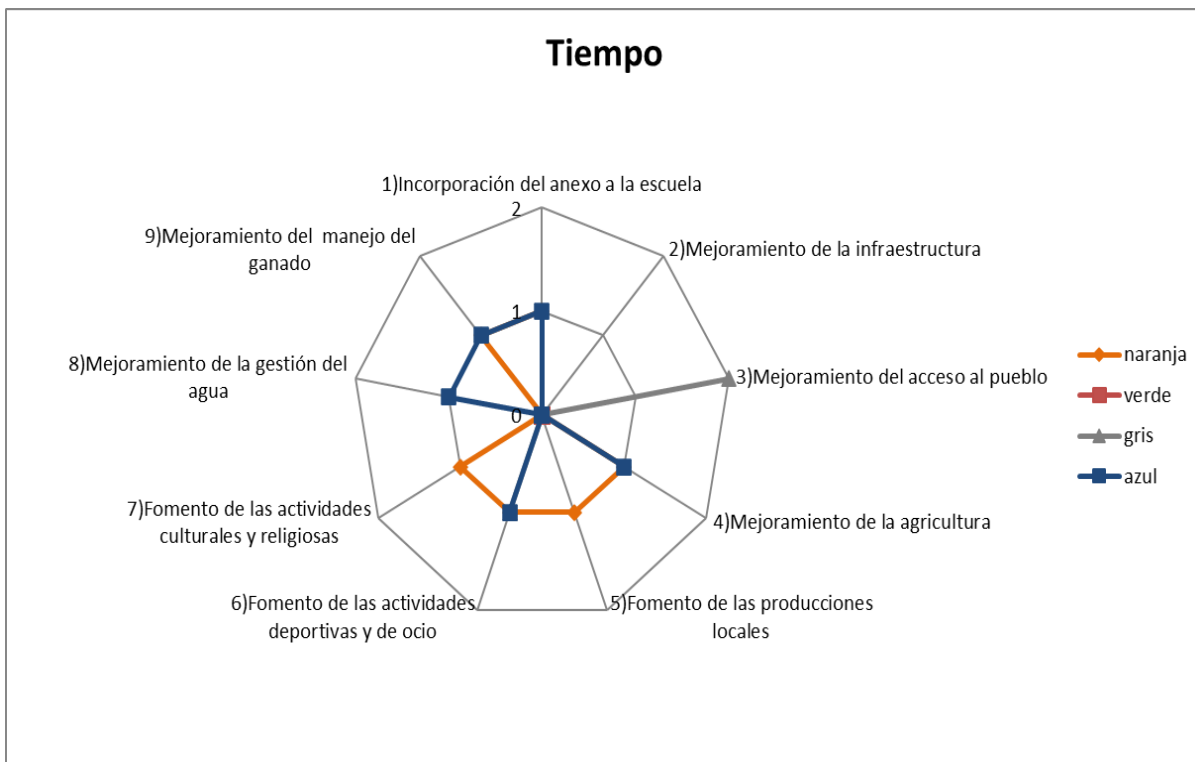 Tiempo
1)Incorporación del anexo a la escuela
2
9)Mejoramiento del manejo del
ganado
2)Mejoramiento de la infraestructura
1
8)Mejoramiento de la gestión del
agua
3)Mejoramiento del acceso al pueblo
0
7)Fomento de las actividades
culturales y religiosas
4)Mejoramiento de la agricultura
6)Fomento de las actividades
deportivas y de ocio
5)Fomento de las producciones
locales
naranja
verde
gris
azul